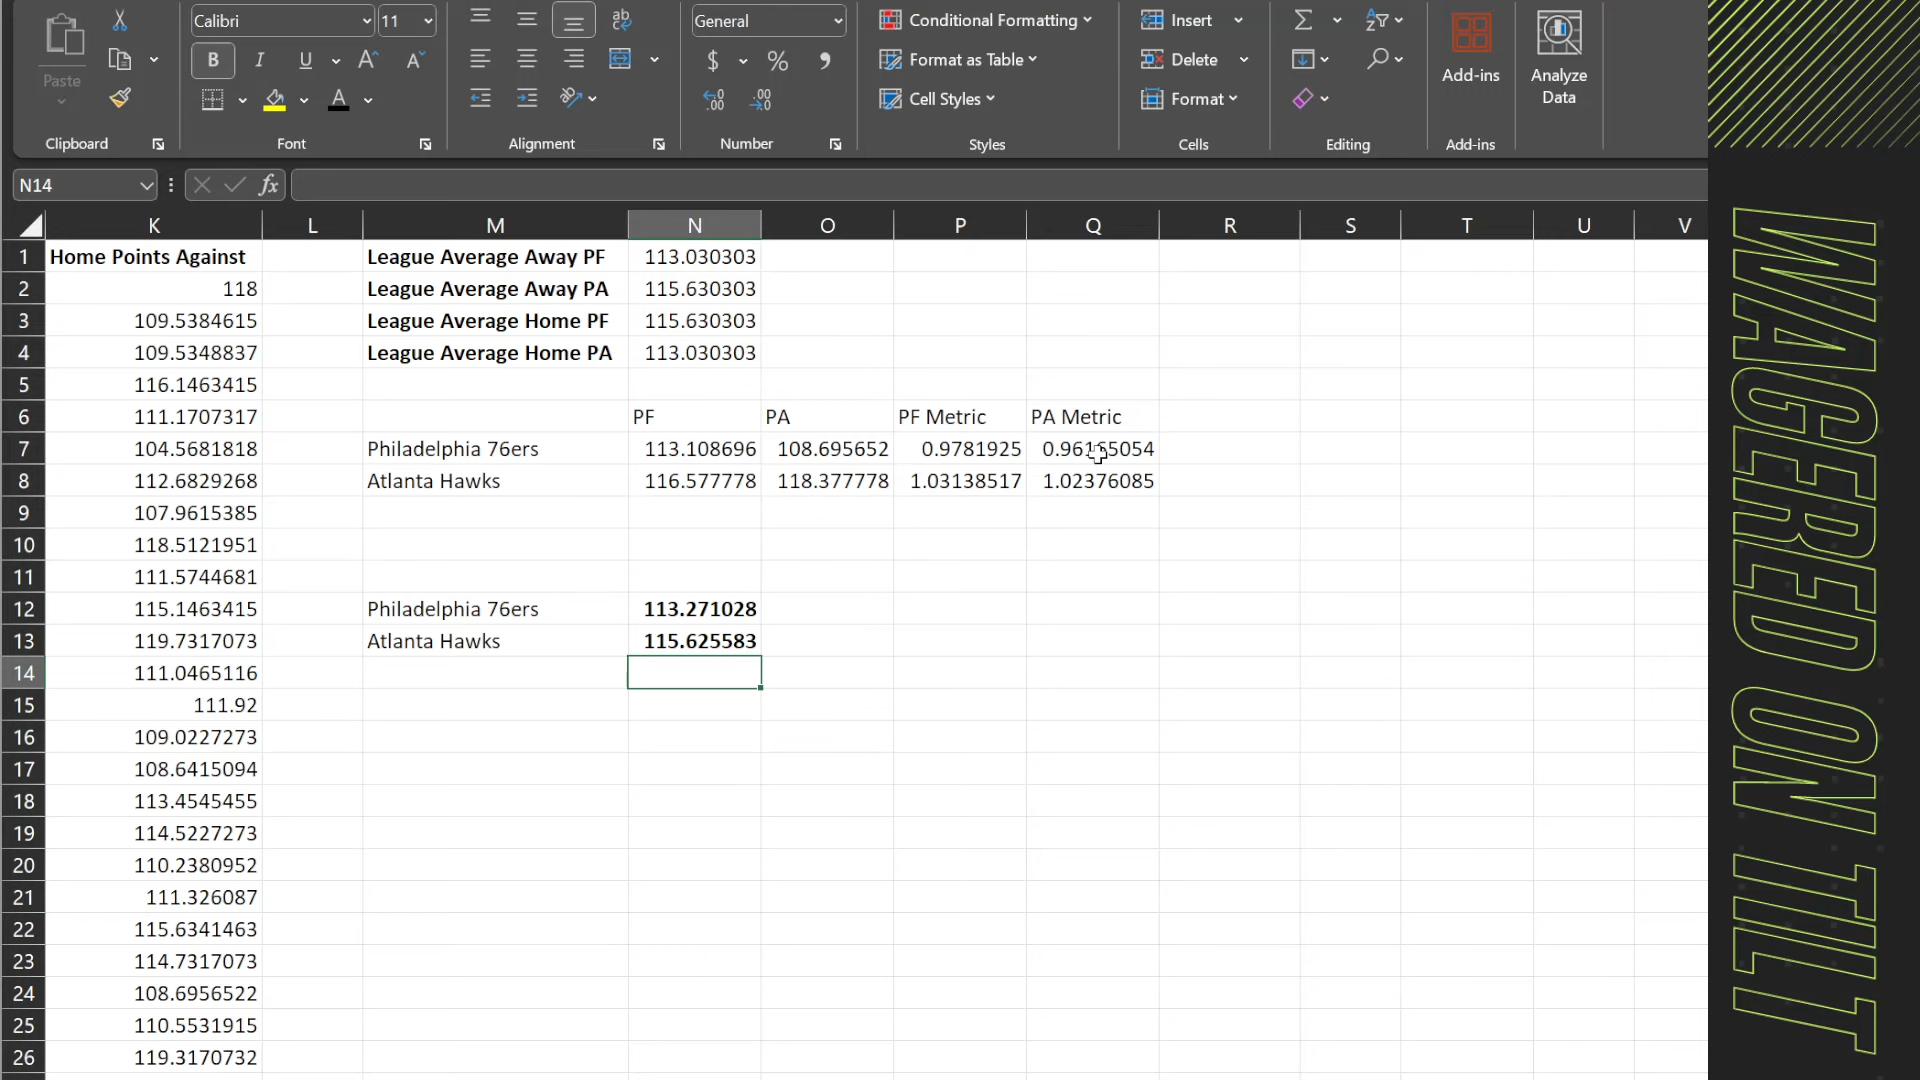 Calibri 11 General Conditional Formatting Insert
Paste B I U A A $ % , Format as Table Delete Add-ins Analyze Data
A Cell Styles Format
Clipboard Font Alignment Number Styles Cells Editing Add-ins
N14 fx
K L M N O P Q R S T U V
1 Home Points Against League Average Away PF 113.030303
2 118 League Average Away PA 115.630303
3 109.5384615 League Average Home PF 115.630303
4 109.5348837 League Average Home PA 113.030303
5 116.1463415
6 111.1707317 PF PA PF Metric PA Metric
7 104.5681818 Philadelphia 76ers 113.108696 108.695652 0.9781925
8 112.6829268 Atlanta Hawks 116.577778 118.377778 1.03138517 1.02376085
9 107.9615385
10 118.5121951
11 111.5744681
12 115.1463415 Philadelphia 76ers 113.271028
13 119.7317073 Atlanta Hawks 115.625583
14 111.0465116
15 111.92
16 109.0227273
17 108.6415094
18 113.4545455
19 114.5227273
20 110.2380952
21 111.326087
22 115.6341463
23 114.7317073
24 108.6956522
25 110.5531915
26 119.3170732
WAGERED ON TILT